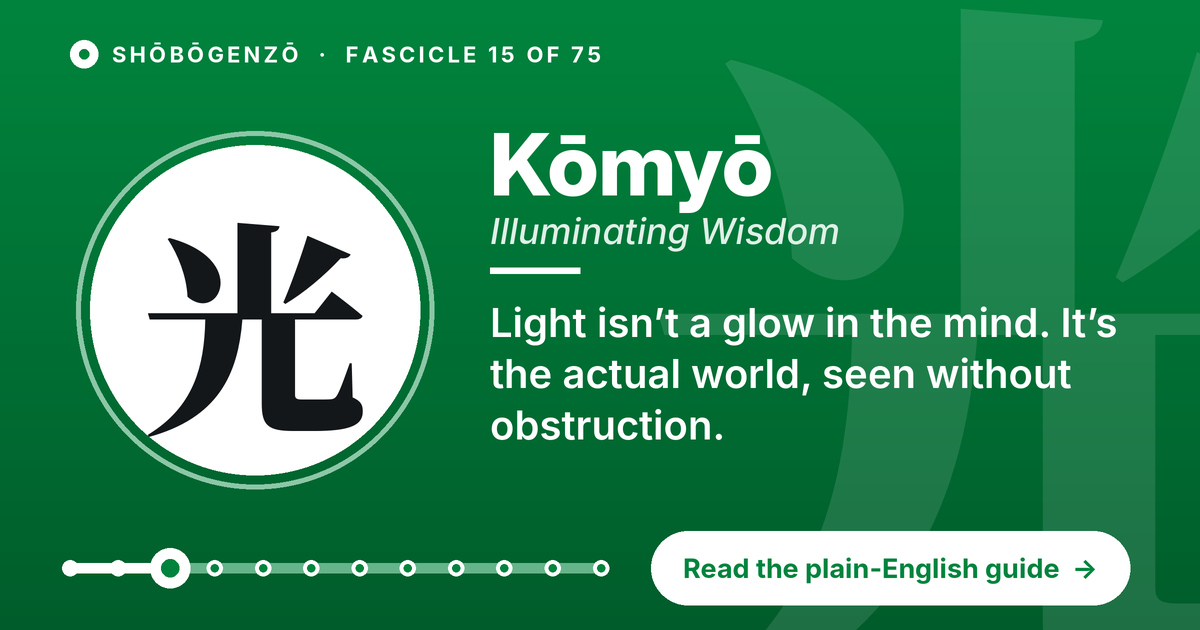 SHŌBŌGENZŌ · FASCICLE 15 OF 75
光
Kōmyō
Illuminating Wisdom
Light isn’t a glow in the mind. It’s
the actual world, seen without
obstruction.
Read the plain-English guide →